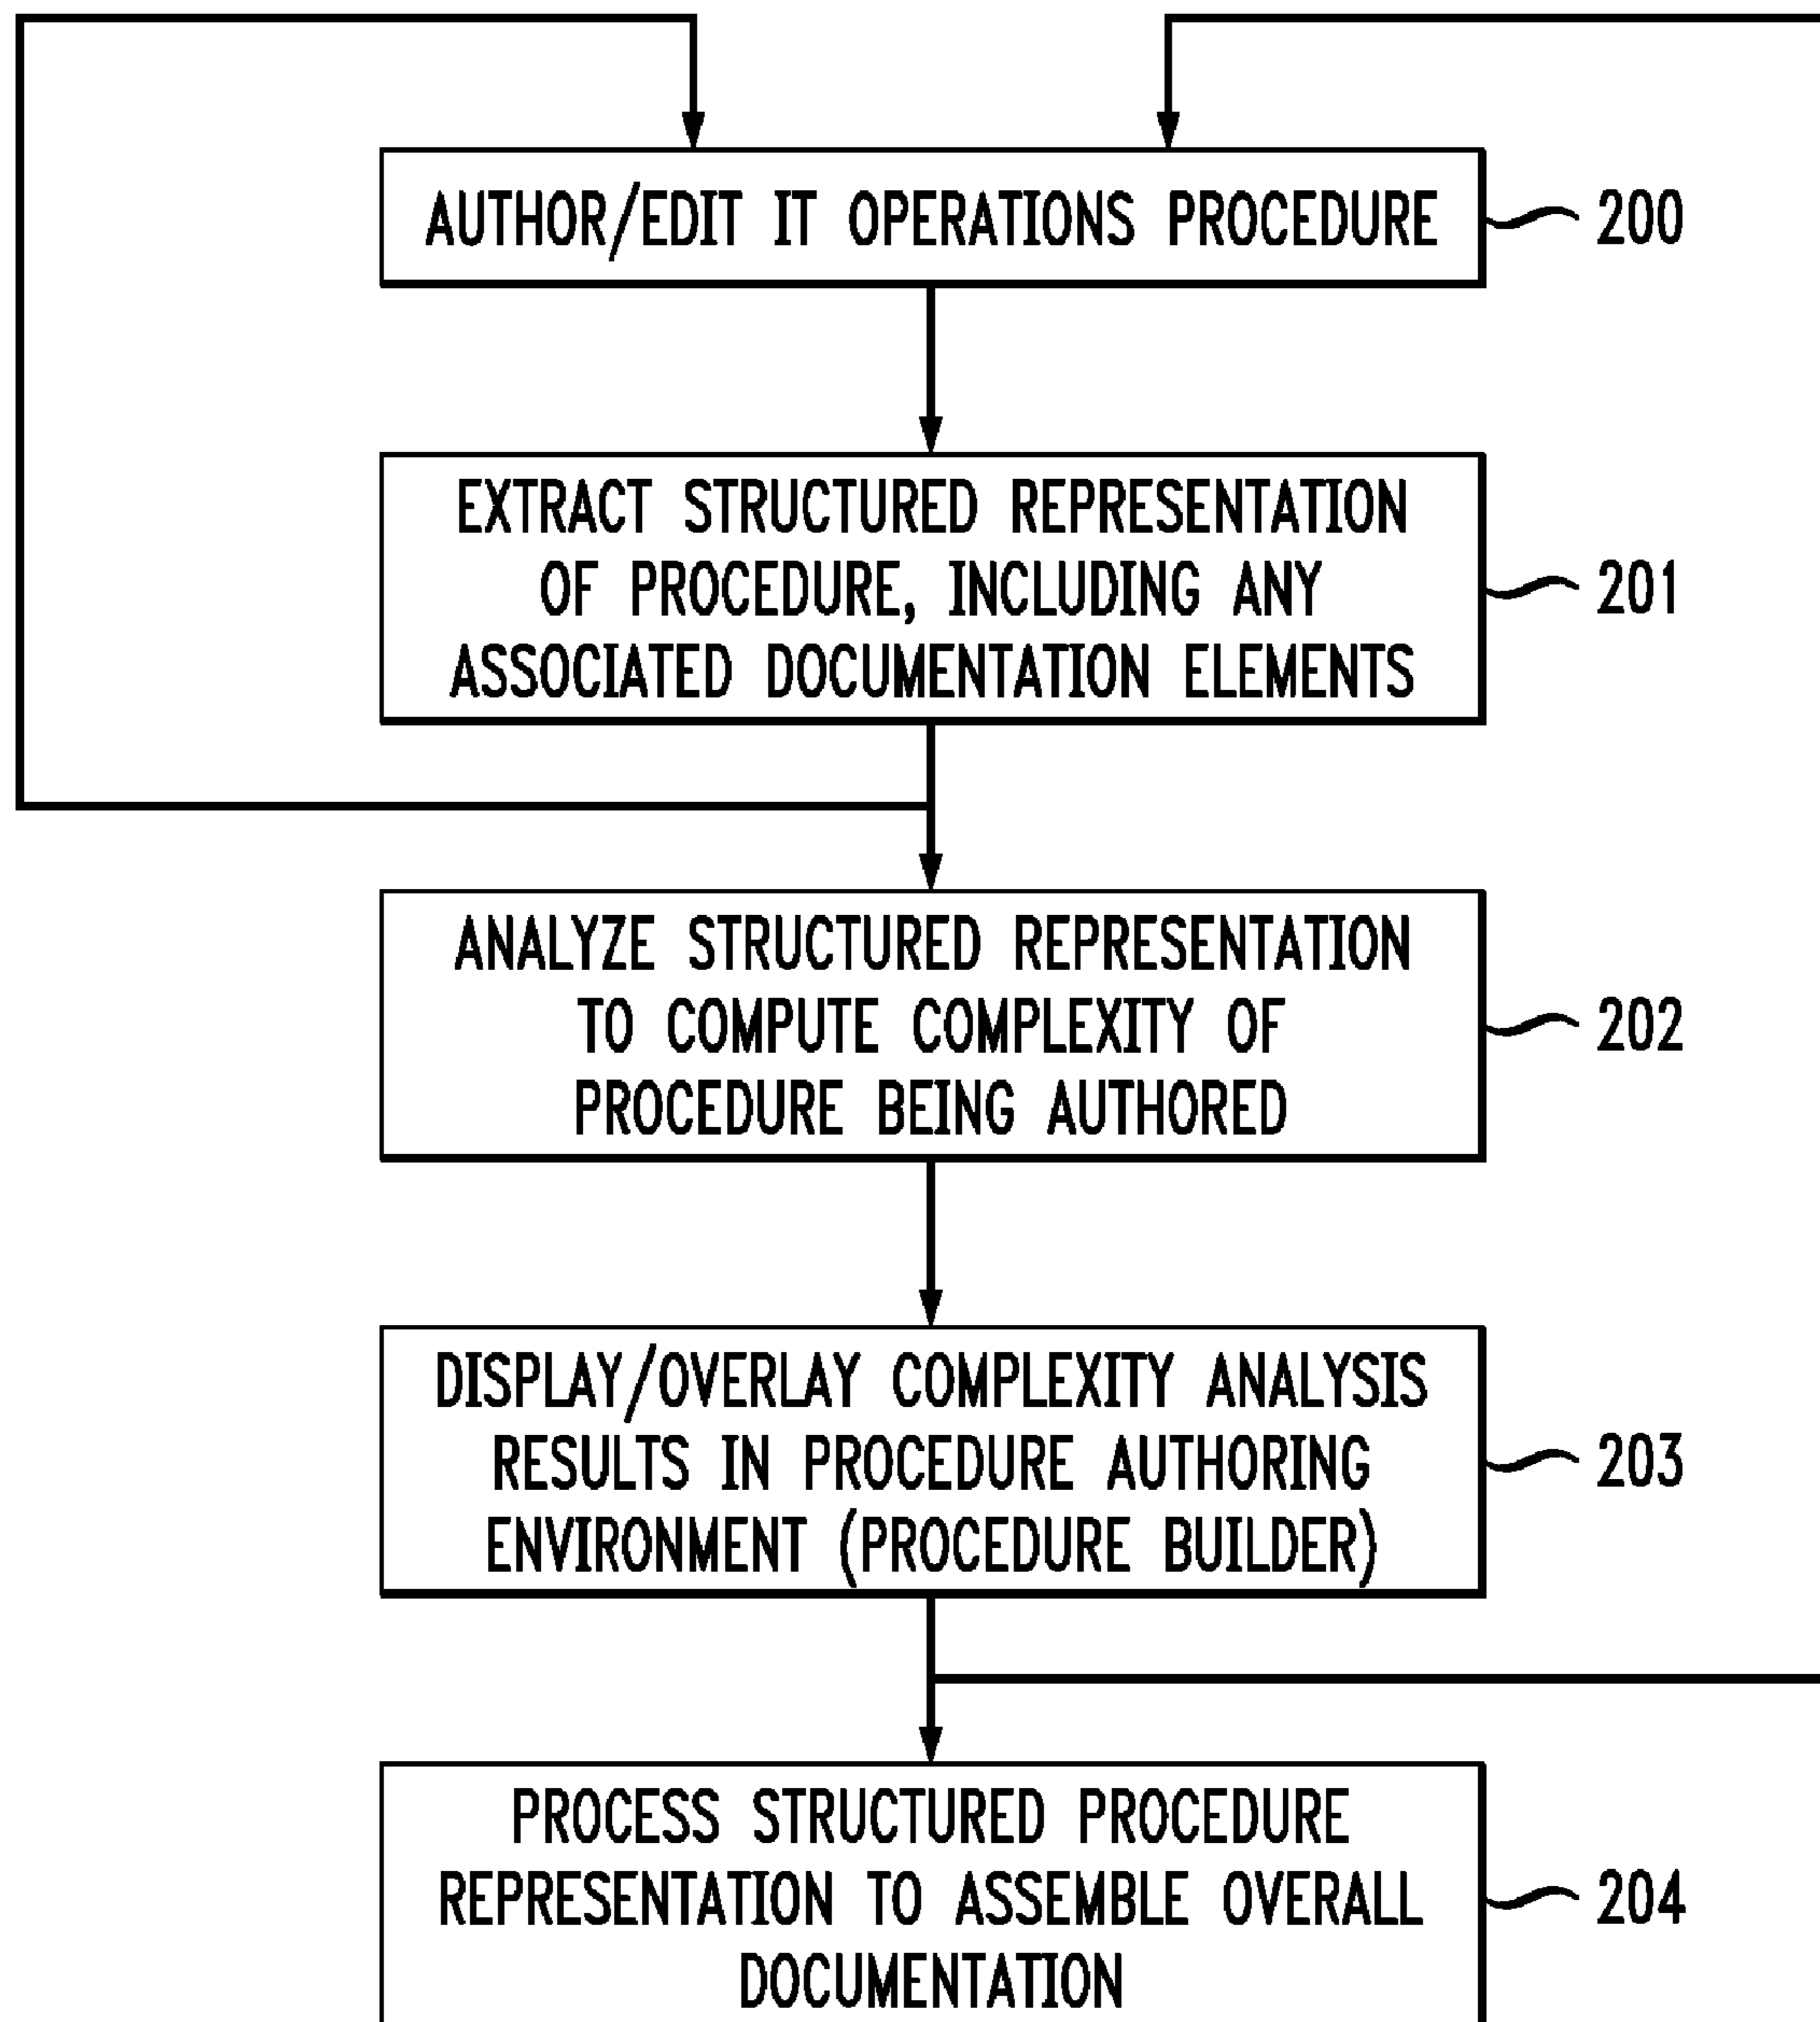 AUTHOR/EDIT IT OPERATIONS PROCEDURE
200
EXTRACT STRUCTURED REPRESENTATION
OF PROCEDURE, INCLUDING ANY
ASSOCIATED DOCUMENTATION ELEMENTS
201
ANALYZE STRUCTURED REPRESENTATION
TO COMPUTE COMPLEXITY OF
PROCEDURE BEING AUTHORED
202
DISPLAY/OVERLAY COMPLEXITY ANALYSIS
RESULTS IN PROCEDURE AUTHORING
ENVIRONMENT (PROCEDURE BUILDER)
203
PROCESS STRUCTURED PROCEDURE
REPRESENTATION TO ASSEMBLE OVERALL
DOCUMENTATION
204